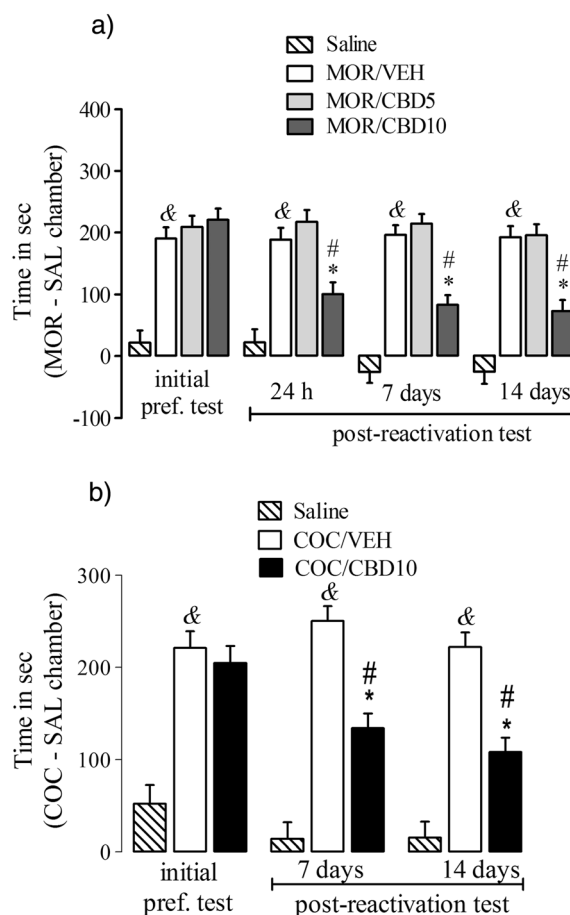 a)
Saline
MOR/VEH
MOR/CBD5
MOR/CBD10
Time in sec
(MOR - SAL chamber)
400
300
200
100
0
-100
&
&
#
*
&
#
*
&
#
*
initial
pref. test
24 h
7 days
14 days
post-reactivation test
b)
Saline
COC/VEH
COC/CBD10
Time in sec
(COC - SAL chamber)
300
200
100
0
&
&
#
*
&
#
*
initial
pref. test
7 days
14 days
post-reactivation test